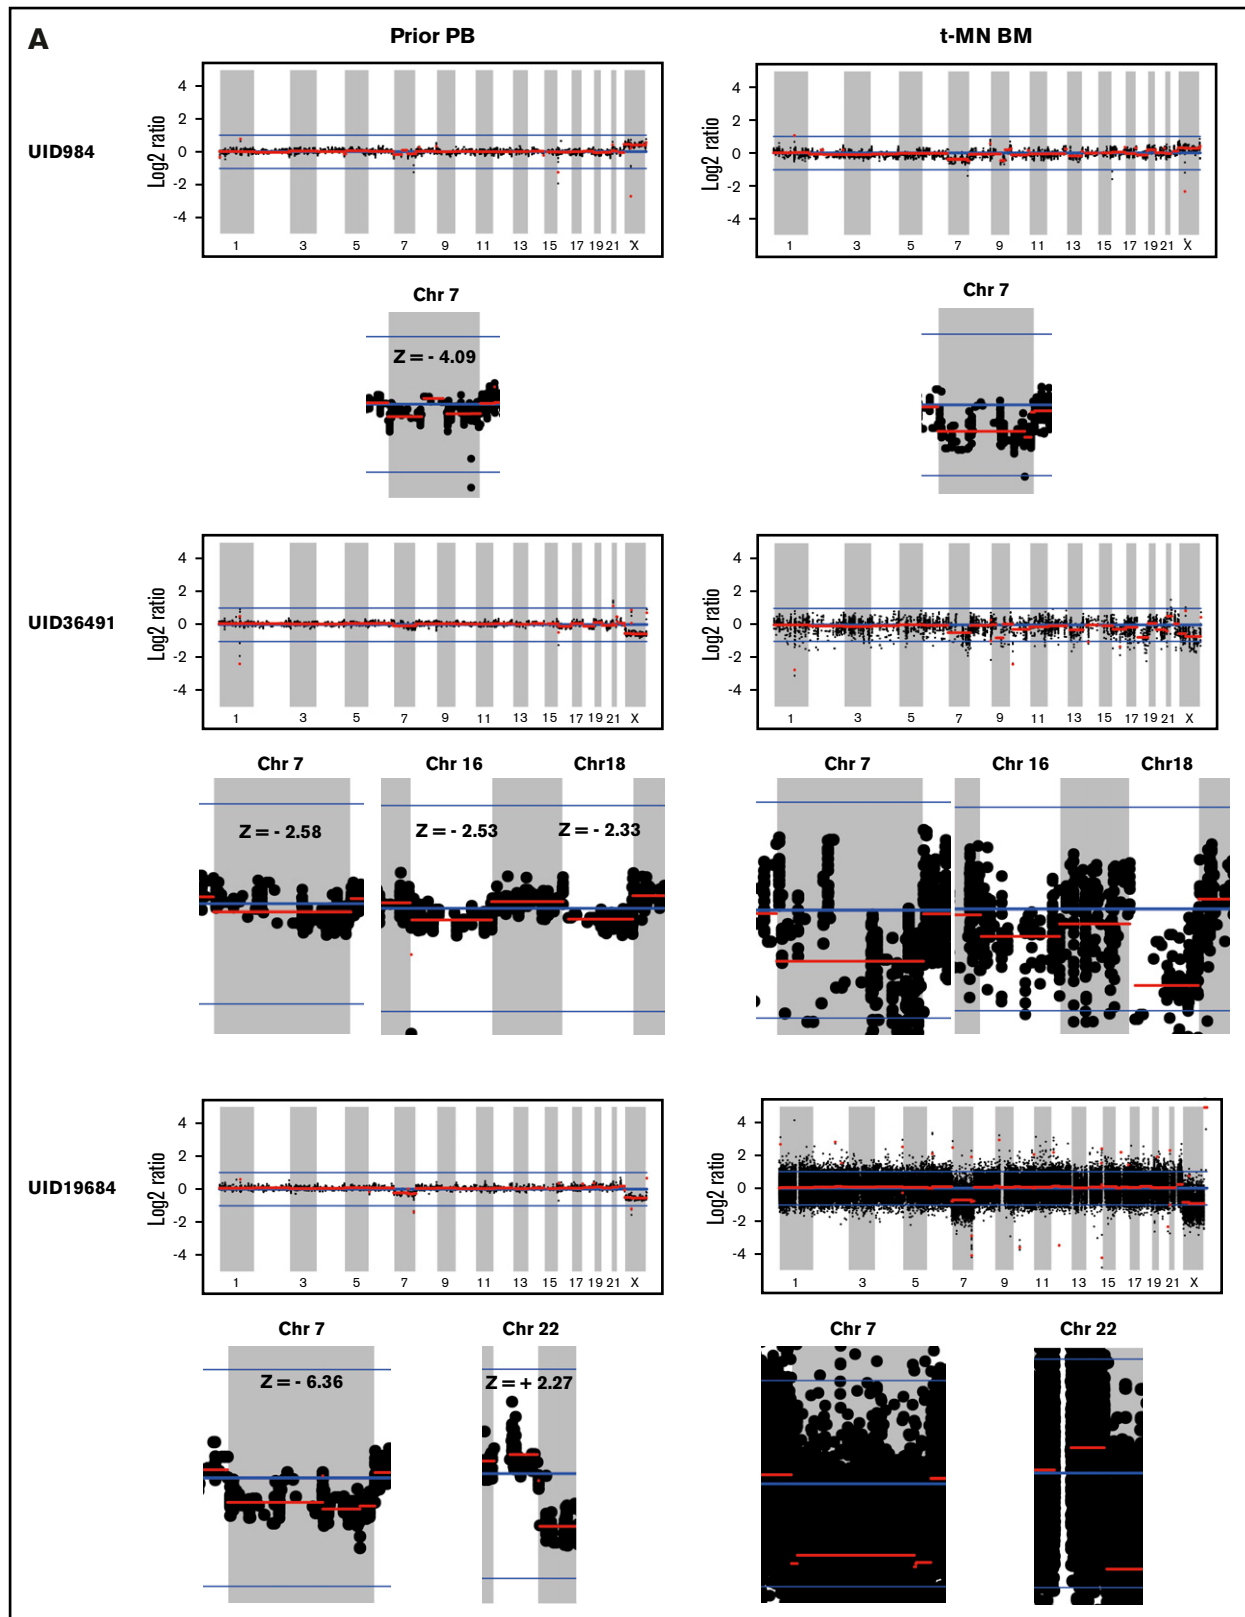 A
Prior PB
t-MN BM
UID984
Log2 ratio
4
2
0
-2
-4
1 3 5 7 9 11 13 15 17 19 21 X
Log2 ratio
4
2
0
-2
-4
1 3 5 7 9 11 13 15 17 19 21 X
Chr 7
Z = - 4.09
Chr 7
UID36491
Log2 ratio
4
2
0
-2
-4
1 3 5 7 9 11 13 15 17 19 21 X
Log2 ratio
4
2
0
-2
-4
1 3 5 7 9 11 13 15 17 19 21 X
Chr 7 Chr 16 Chr18
Z = - 2.58 Z = - 2.53 Z = - 2.33
Chr 7 Chr 16 Chr18
UID19684
Log2 ratio
4
2
0
-2
-4
1 3 5 7 9 11 13 15 17 19 21 X
Log2 ratio
4
2
0
-2
-4
1 3 5 7 9 11 13 15 17 19 21 X
Chr 7 Chr 22
Z = - 6.36 Z = + 2.27
Chr 7 Chr 22